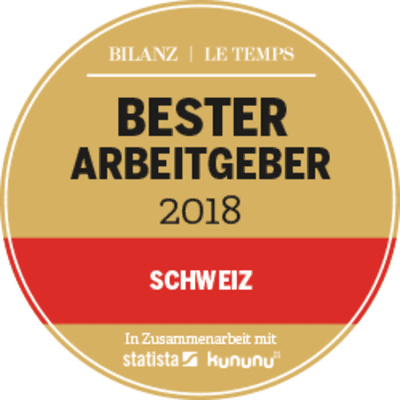 BILANZ | LE TEMPS
BESTER
ARBEITGEBER
2018
SCHWEIZ
In Zusammenarbeit mit
statista kununu